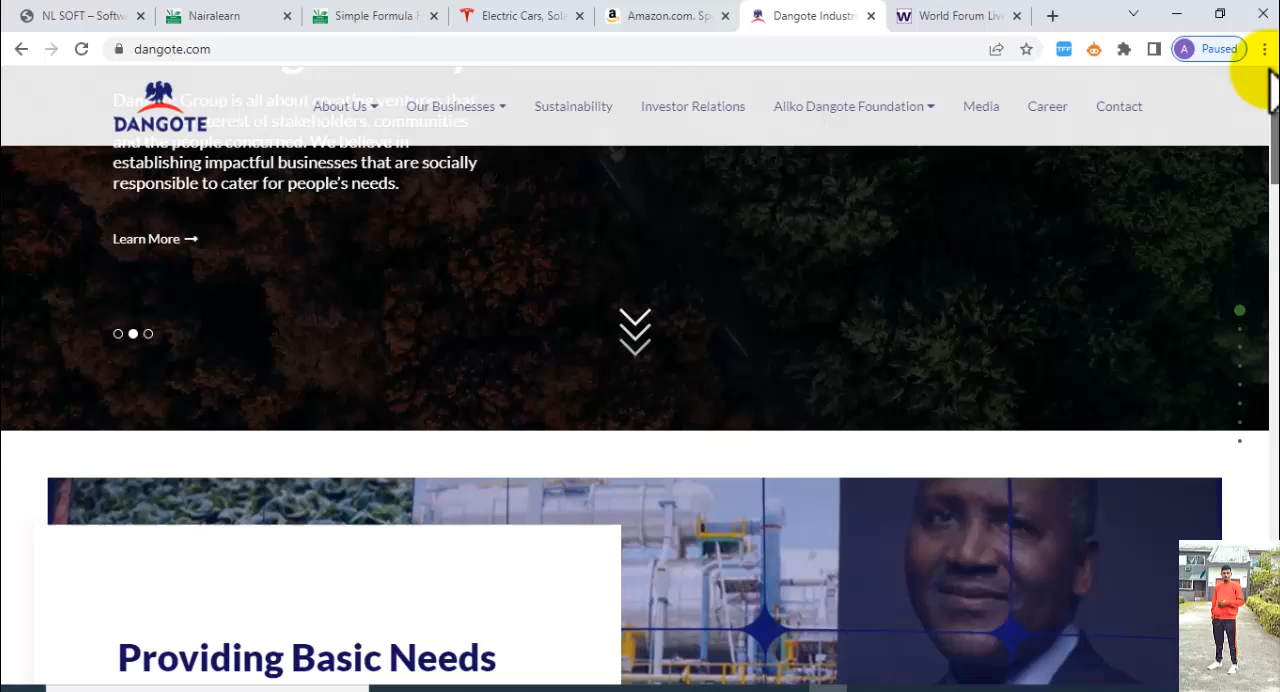 NL SOFT – Softw
Nairalearn
Simple Formula F
Electric Cars, Sol
Amazon.com. Sp
Dangote Industr
World Forum Liv
dangote.com
TFF
A
Paused
DANGOTE
About Us
Our Businesses
Sustainability
Investor Relations
Aliko Dangote Foundation
Media
Career
Contact
Dangote Group is all about creating ventures that
interest of stakeholders, communities
and the people concerned. We believe in
establishing impactful businesses that are socially
responsible to cater for people's needs.
Learn More
Providing Basic Needs